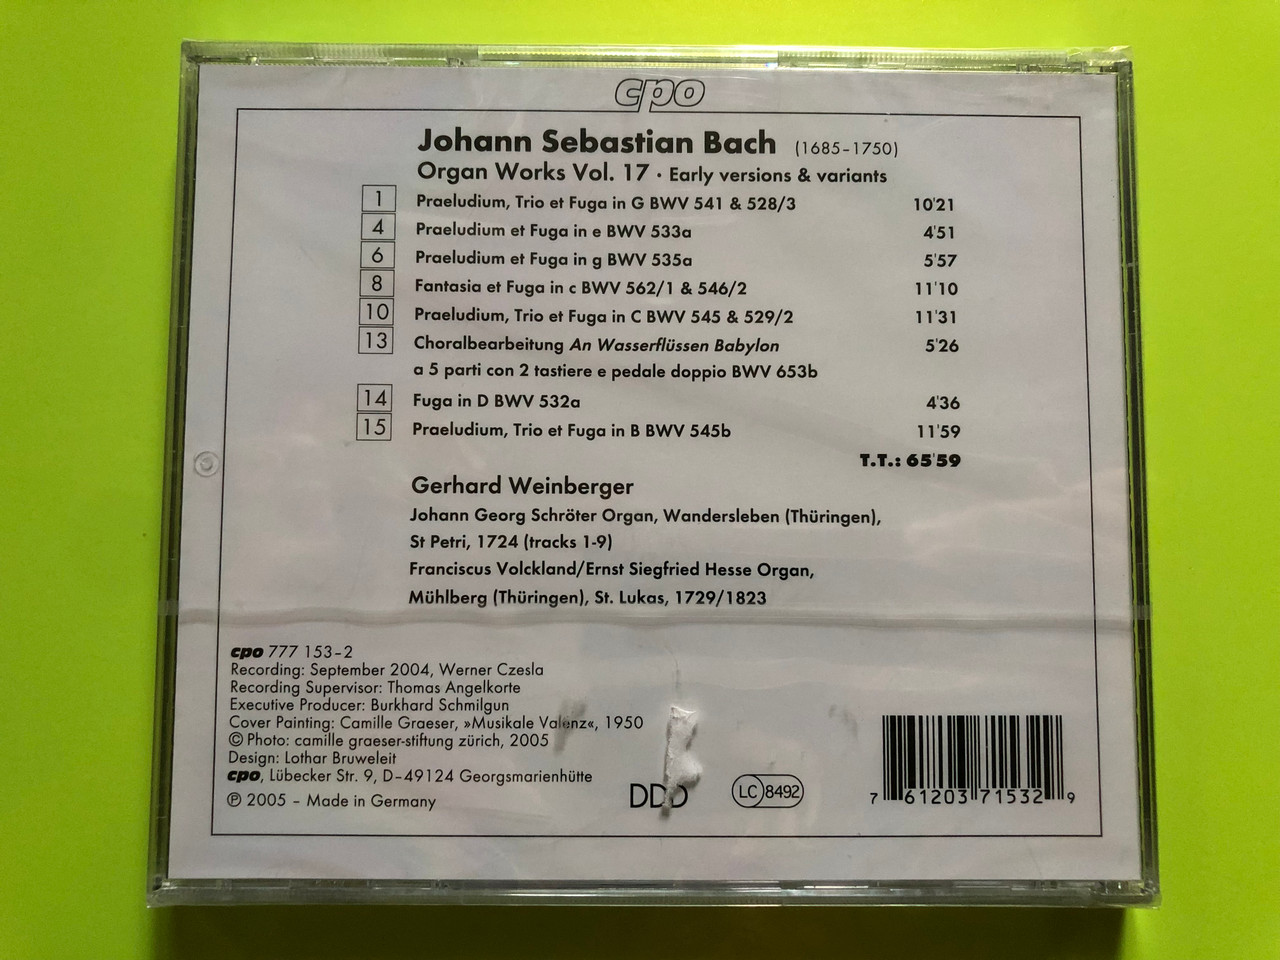 cpo
Johann Sebastian Bach (1685–1750)
Organ Works Vol. 17 · Early versions & variants
1 Praeludium, Trio et Fuga in G BWV 541 & 528/3 10'21
4 Praeludium et Fuga in e BWV 533a 4'51
6 Praeludium et Fuga in g BWV 535a 5'57
8 Fantasia et Fuga in c BWV 562/1 & 546/2 11'10
10 Praeludium, Trio et Fuga in C BWV 545 & 529/2 11'31
13 Choralbearbeitung An Wasserflüssen Babylon 5'26
a 5 parti con 2 tastiere e pedale doppio BWV 653b
14 Fuga in D BWV 532a 4'36
15 Praeludium, Trio et Fuga in B BWV 545b 11'59
T.T.: 65'59
Gerhard Weinberger
Johann Georg Schröter Organ, Wandersleben (Thüringen),
St Petri, 1724 (tracks 1-9)
Franciscus Volckland/Ernst Siegfried Hesse Organ,
Mühlberg (Thüringen), St. Lukas, 1729/1823
cpo 777 153–2
Recording: September 2004, Werner Czesla
Recording Supervisor: Thomas Angelkorte
Executive Producer: Burkhard Schmilgun
Cover Painting: Camille Graeser, »Musikale Valenz«, 1950
© Photo: camille graeser-stiftung zürich, 2005
Design: Lothar Bruweleit
cpo, Lübecker Str. 9, D–49124 Georgsmarienhütte
℗ 2005 – Made in Germany
DDD
LC 8492
7 61203 71532 9